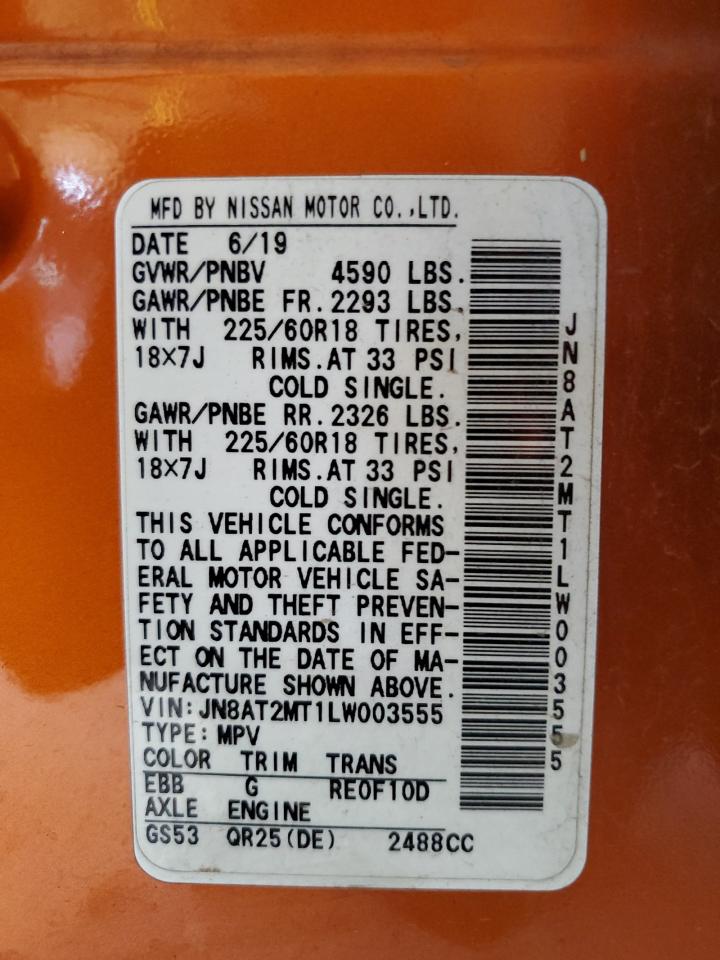 MFD BY NISSAN MOTOR CO.,LTD.
DATE 6/19
GVWR/PNBV 4590 LBS.
GAWR/PNBE FR.2293 LBS.
WITH 225/60R18 TIRES,
18×7J RIMS.AT 33 PSI
COLD SINGLE.
GAWR/PNBE RR.2326 LBS.
WITH 225/60R18 TIRES,
18×7J RIMS.AT 33 PSI
COLD SINGLE.
THIS VEHICLE CONFORMS
TO ALL APPLICABLE FED-
ERAL MOTOR VEHICLE SA-
FETY AND THEFT PREVEN-
TION STANDARDS IN EFF-
ECT ON THE DATE OF MA-
NUFACTURE SHOWN ABOVE.
VIN:JN8AT2MT1LW003555
TYPE:MPV
COLOR TRIM TRANS
EBB G RE0F10D
AXLE ENGINE
GS53 QR25(DE) 2488CC
JN8AT2MT1LW003555